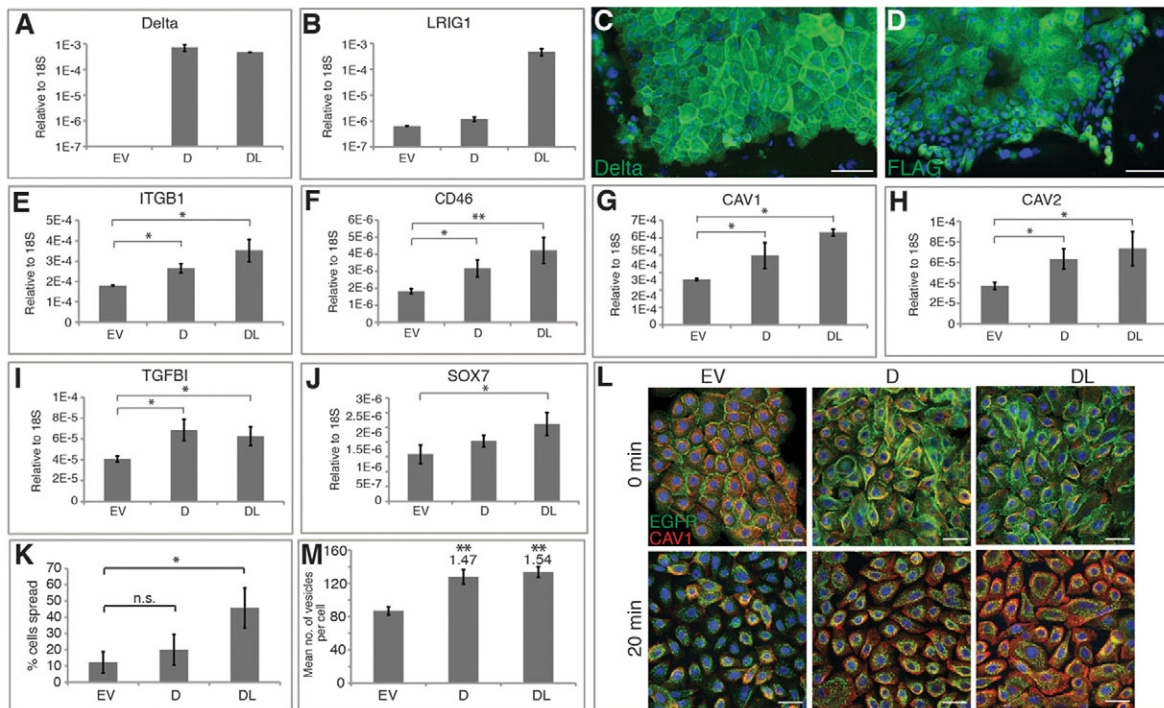 A
Delta
Relative to 18S
1E-3
1E-4
1E-5
1E-6
1E-7
EV D DL
B
LRIG1
Relative to 18S
1E-3
1E-4
1E-5
1E-6
1E-7
EV D DL
C
Delta
D
FLAG
E
ITGB1
Relative to 18S
5E-4
4E-4
3E-4
2E-4
1E-4
0
*
*
EV D DL
F
CD46
Relative to 18S
6E-6
5E-6
4E-6
3E-6
2E-6
1E-6
0
**
*
EV D DL
G
CAV1
Relative to 18S
7E-4
6E-4
5E-4
4E-4
3E-4
2E-4
1E-4
0
*
*
EV D DL
H
CAV2
Relative to 18S
1E-4
8E-5
6E-5
4E-5
2E-5
0
*
*
EV D DL
I
TGFBI
Relative to 18S
1E-4
8E-5
6E-5
4E-5
2E-5
0
*
*
EV D DL
J
SOX7
Relative to 18S
3E-6
2E-6
2E-6
1E-6
5E-7
0
*
EV D DL
K
% cells spread
70
60
50
40
30
20
10
0
*
n.s.
EV D DL
M
Mean no. of vesicles
per cell
160
120
80
40
0
** **
1.47 1.54
EV D DL
L
EV D DL
0 min
EGFR
CAV1
20 min